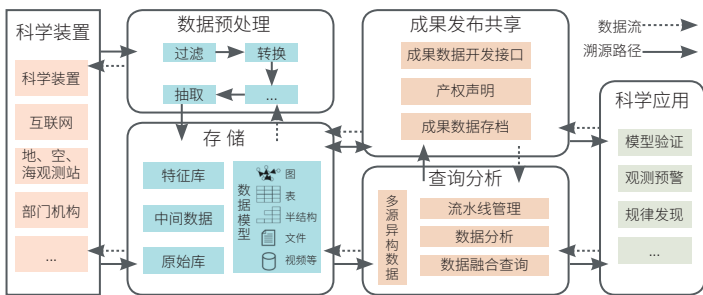 科学装置
科学装置
互联网
地、空、
海观测站
部门机构
...
数据预处理
过滤
转换
抽取
...
存 储
特征库
中间数据
原始库
数据模型
图
表
半结构
文件
视频等
成果发布共享
成果数据开发接口
产权声明
成果数据存档
查询分析
多源异构数据
流水线管理
数据分析
数据融合查询
数据流
溯源路径
科学应用
模型验证
观测预警
规律发现
...